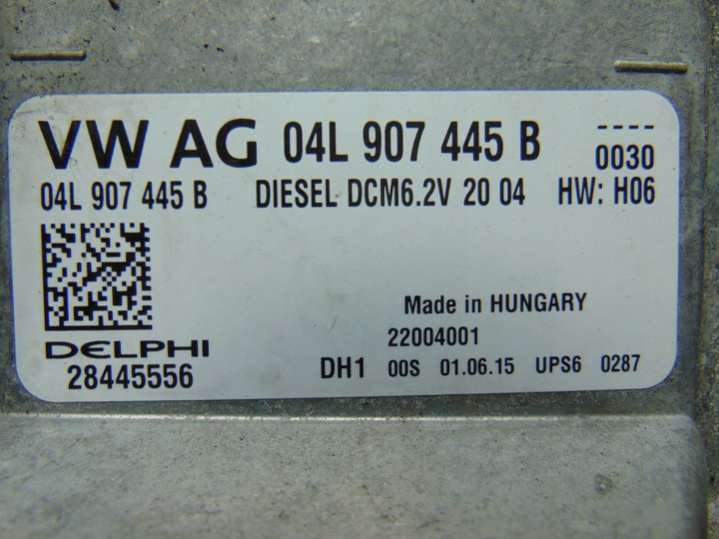 VW AG 04L 907 445 B ----
0030
04L 907 445 B DIESEL DCM6.2V 20 04 HW: H06
Made in HUNGARY
22004001
DELPHI
28445556 DH1 00S 01.06.15 UPS6 0287